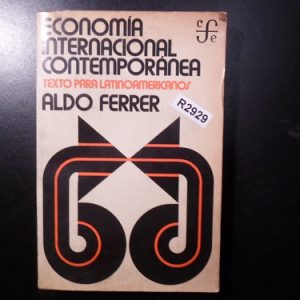 ECONOMÍA
INTERNACIONAL
CONTEMPORÁNEA
TEXTO PARA LATINOAMERICANOS
ALDO FERRER
R2929
c
f
e